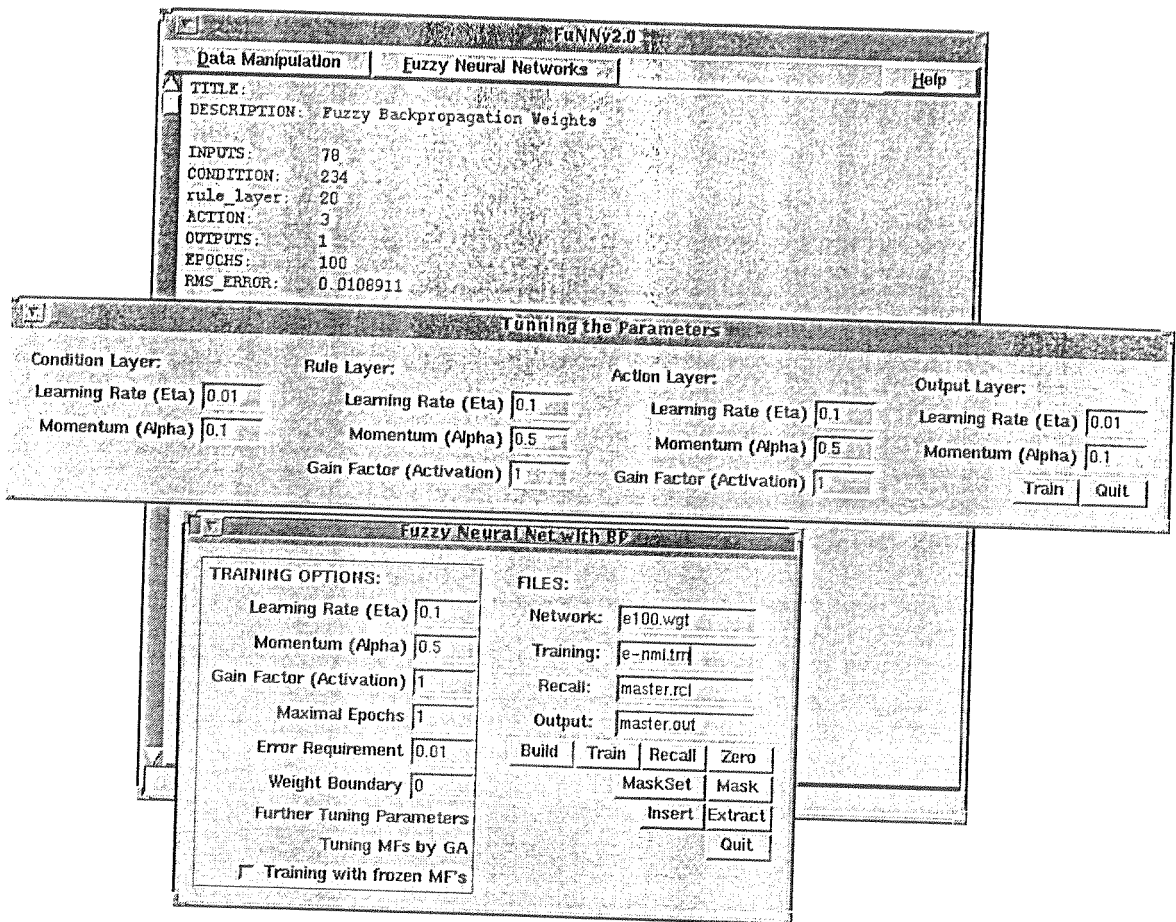 FuNNy2.0
Data Manipulation Fuzzy Neural Networks Help
TITLE:
DESCRIPTION: Fuzzy Backpropagation Weights
INPUTS: 78
CONDITION: 234
rule_layer: 20
ACTION: 3
OUTPUTS: 1
EPOCHS: 100
RMS_ERROR: 0.0108911
Tunning the Parameters
Condition Layer:
Learning Rate (Eta) 0.01
Momentum (Alpha) 0.1
Rule Layer:
Learning Rate (Eta) 0.1
Momentum (Alpha) 0.5
Gain Factor (Activation) 1
Action Layer:
Learning Rate (Eta) 0.1
Momentum (Alpha) 0.5
Gain Factor (Activation) 1
Output Layer:
Learning Rate (Eta) 0.01
Momentum (Alpha) 0.1
Train Quit
Fuzzy Neural Net with BP
TRAINING OPTIONS:
Learning Rate (Eta) 0.1
Momentum (Alpha) 0.5
Gain Factor (Activation) 1
Maximal Epochs 1
Error Requirement 0.01
Weight Boundary 0
Further Tuning Parameters
Tuning MFs by GA
Training with frozen MF's
FILES:
Network: e100.wgt
Training: e-nml.trn
Recall: master.rcl
Output: master.out
Build Train Recall Zero
MaskSet Mask
Insert Extract
Quit